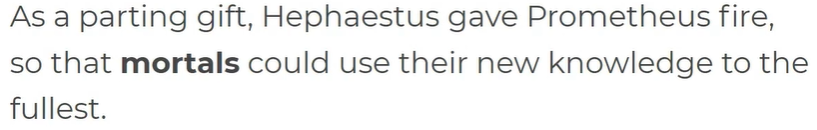 As a parting gift, Hephaestus gave Prometheus fire,
so that mortals could use their new knowledge to the
fullest.